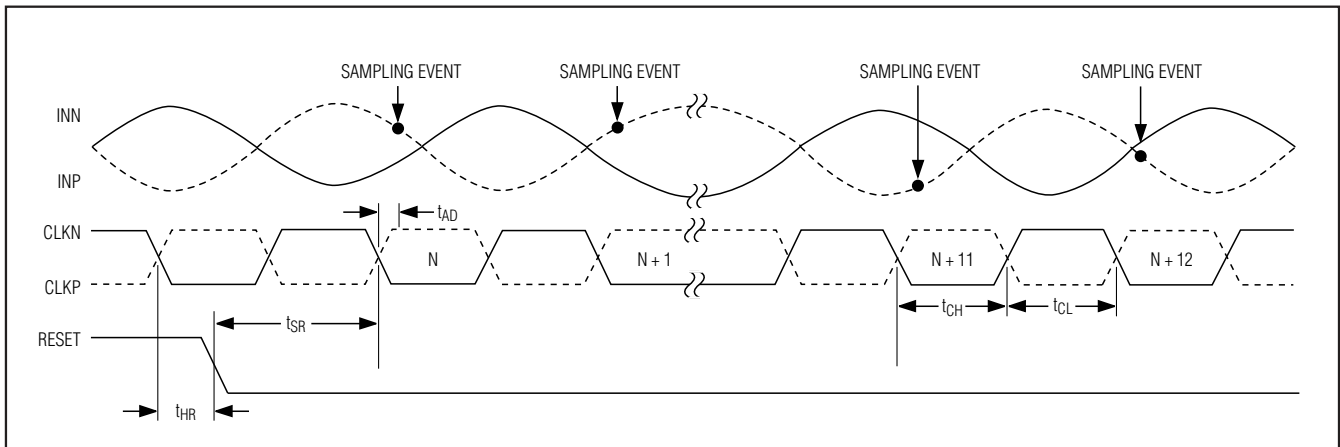 SAMPLING EVENT SAMPLING EVENT SAMPLING EVENT SAMPLING EVENT
INN
INP
tAD
CLKN
N N + 1 N + 11 N + 12
CLKP
tCH tCL
tSR
RESET
tHR